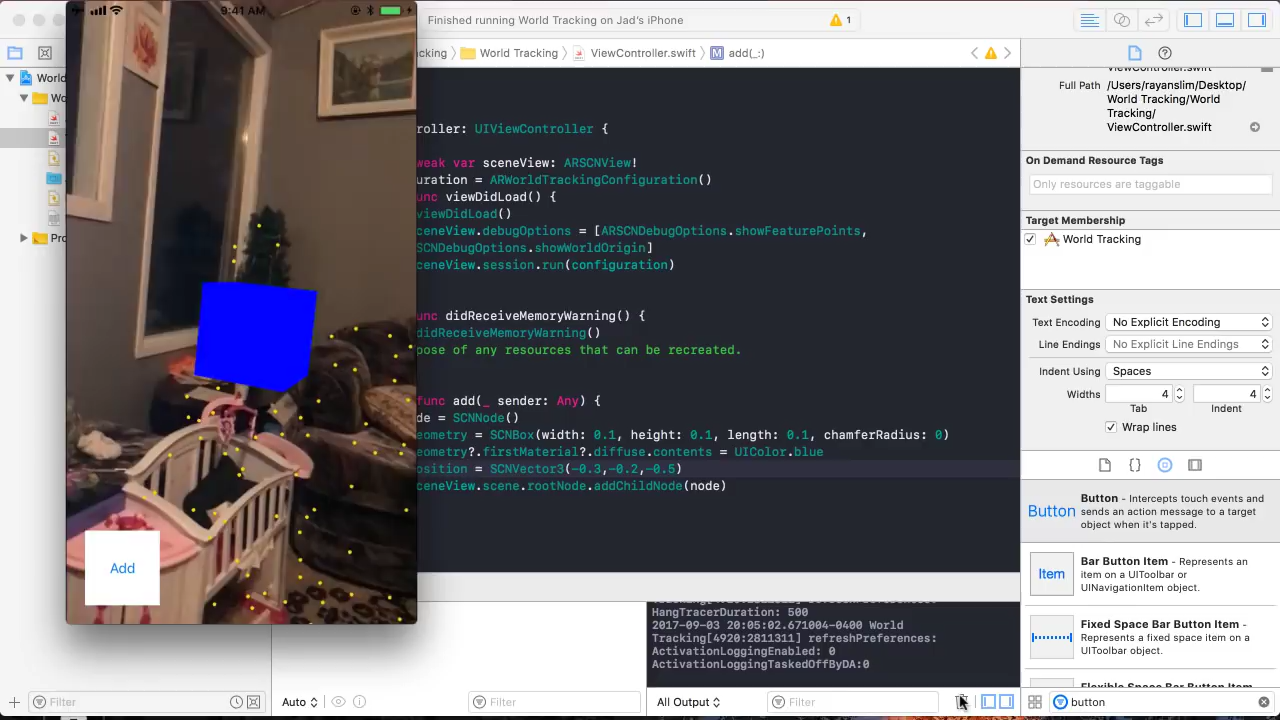 9:41 AM
Finished running World Tracking on Jad's iPhone
1
World Tracking
ViewController.swift
M add(_:)
World
roller: UIViewController {
weak var sceneView: ARSCNView!
uration = ARWorldTrackingConfiguration()
unc viewDidLoad() {
viewDidLoad()
ceneView.debugOptions = [ARSCNDebugOptions.showFeaturePoints,
SCNDebugOptions.showWorldOrigin]
ceneView.session.run(configuration)
unc didReceiveMemoryWarning() {
didReceiveMemoryWarning()
pose of any resources that can be recreated.
func add(_ sender: Any) {
de = SCNNode()
eometry = SCNBox(width: 0.1, height: 0.1, length: 0.1, chamferRadius: 0)
eometry?.firstMaterial?.diffuse.contents = UIColor.blue
osition = SCNVector3(-0.3,-0.2,-0.5)
ceneView.scene.rootNode.addChildNode(node)
Add
HangTracerDuration: 500
2017-09-03 20:05:02.671004-0400 World
Tracking[4920:2811311] refreshPreferences:
ActivationLoggingEnabled: 0
ActivationLoggingTaskedOffByDA:0
Filter
Auto
Filter
All Output
Filter
ViewController.swift
Full Path
/Users/rayanslim/Desktop/
World Tracking/World
Tracking/
ViewController.swift
On Demand Resource Tags
Only resources are taggable
Target Membership
World Tracking
Text Settings
Text Encoding
No Explicit Encoding
Line Endings
No Explicit Line Endings
Indent Using
Spaces
Widths
4
4
Tab
Indent
Wrap lines
Button
Button - Intercepts touch events and
sends an action message to a target
object when it's tapped.
Item
Bar Button Item - Represents an
item on a UIToolbar or
UINavigationItem object.
Fixed Space Bar Button Item -
Represents a fixed space item on a
UIToolbar object.
button